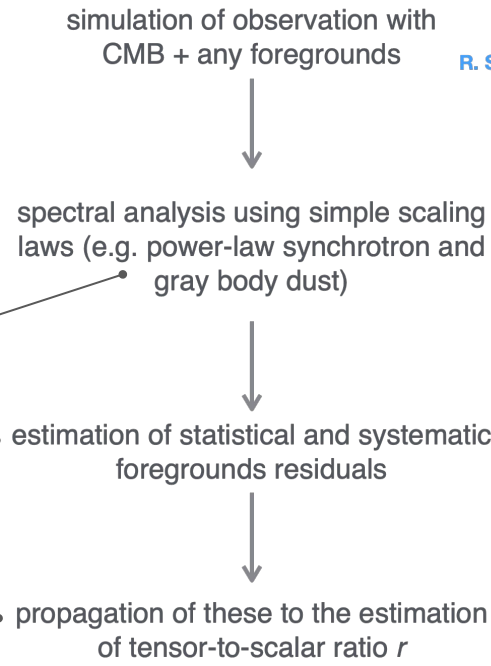 simulation of observation with
CMB + any foregrounds
R. S
spectral analysis using simple scaling
laws (e.g. power-law synchrotron and
gray body dust)
estimation of statistical and systematic
foregrounds residuals
propagation of these to the estimation
of tensor-to-scalar ratio r